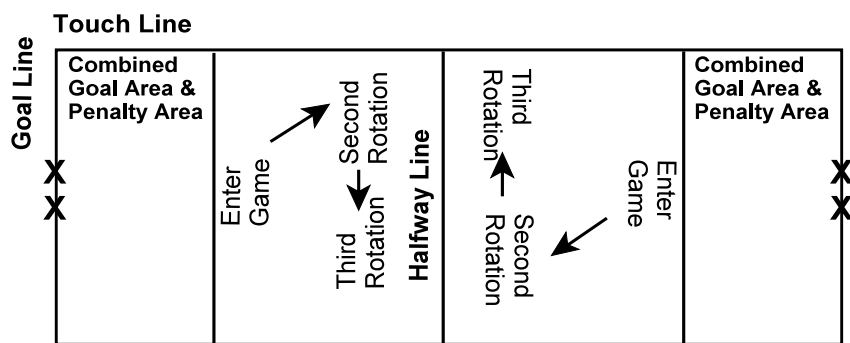 Touch Line
Goal Line
Combined
Goal Area &
Penalty Area
Enter
Game
Second
Rotation
Third
Rotation
Halfway Line
Third
Rotation
Second
Rotation
Enter
Game
Combined
Goal Area &
Penalty Area
X
X
X
X